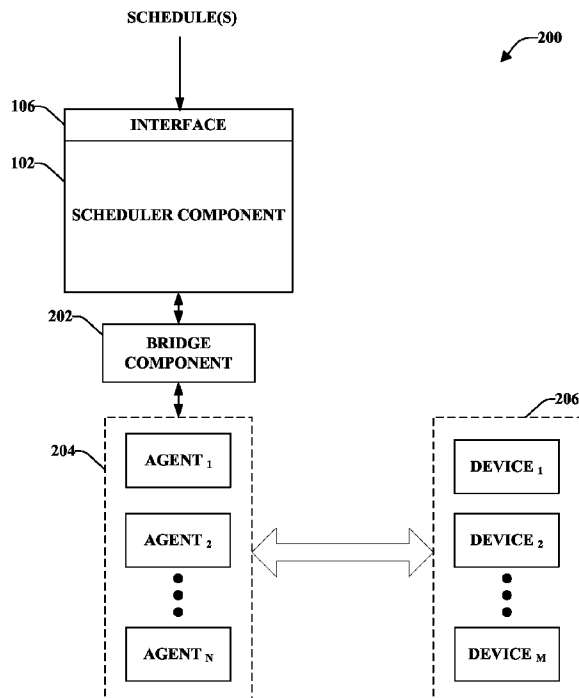 SCHEDULE(S)
200
106
INTERFACE
102
SCHEDULER COMPONENT
202
BRIDGE
COMPONENT
206
204
AGENT 1
DEVICE 1
AGENT 2
DEVICE 2
AGENT N
DEVICE M